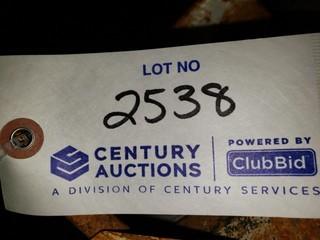 LOT NO
2538
CENTURY AUCTIONS
POWERED BY
ClubBid
A DIVISION OF CENTURY SERVICES